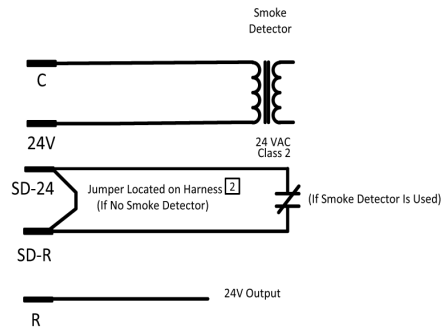 Smoke
Detector
C
24V
24 VAC
Class 2
SD-24
Jumper Located on Harness 2
(If No Smoke Detector)
(If Smoke Detector Is Used)
SD-R
24V Output
R